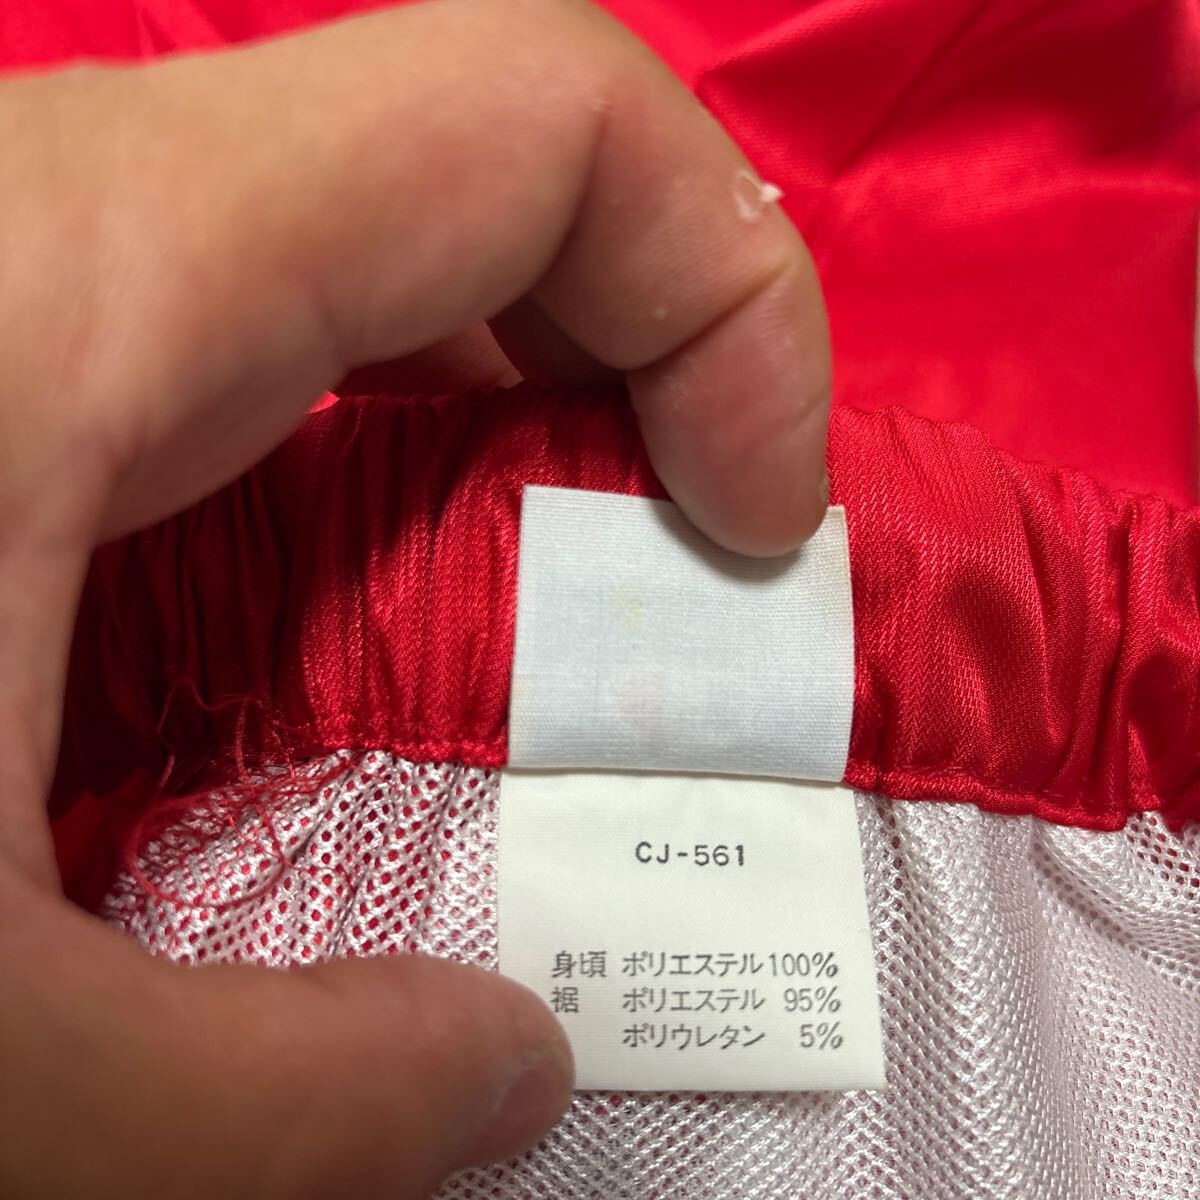 CJ-561
身頃 ポリエステル100%
裾 ポリエステル 95%
ポリウレタン 5%